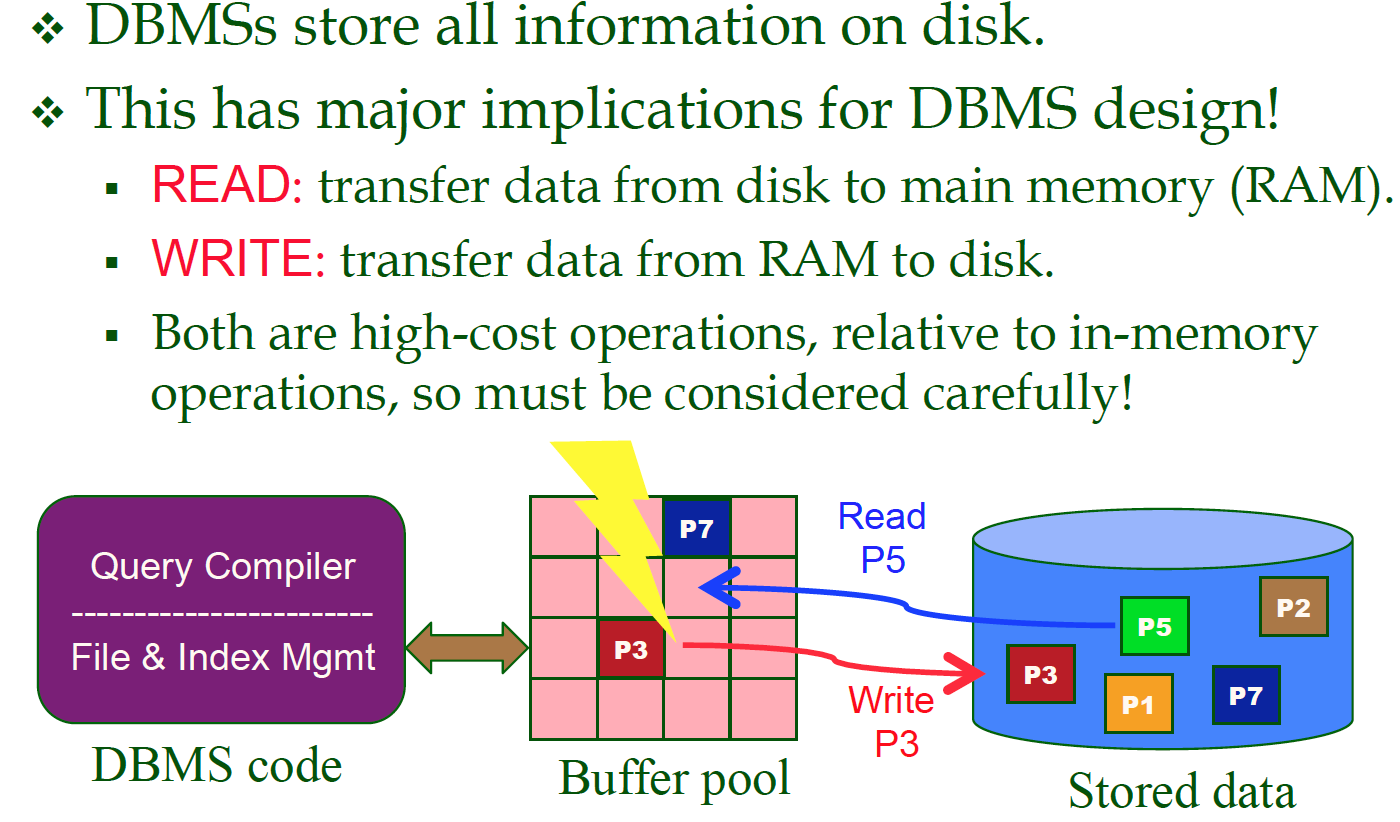 ❖ DBMSs store all information on disk.
❖ This has major implications for DBMS design!
▪ READ: transfer data from disk to main memory (RAM).
▪ WRITE: transfer data from RAM to disk.
▪ Both are high-cost operations, relative to in-memory
operations, so must be considered carefully!
Query Compiler
------------------------
File & Index Mgmt
DBMS code
P7
P3
Buffer pool
Read
P5
Write
P3
P2
P5
P3
P1
P7
Stored data